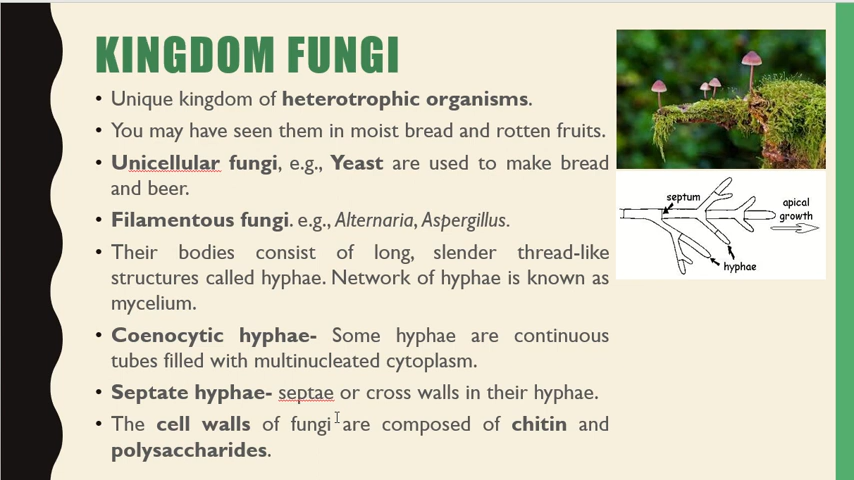 KINGDOM FUNGI
• Unique kingdom of heterotrophic organisms.
• You may have seen them in moist bread and rotten fruits.
• Unicellular fungi, e.g., Yeast are used to make bread
and beer.
• Filamentous fungi. e.g., Alternaria, Aspergillus.
• Their bodies consist of long, slender thread-like
structures called hyphae. Network of hyphae is known as
mycelium.
• Coenocytic hyphae- Some hyphae are continuous
tubes filled with multinucleated cytoplasm.
• Septate hyphae- septae or cross walls in their hyphae.
• The cell walls of fungi are composed of chitin and
polysaccharides.
septum
apical
growth
hyphae